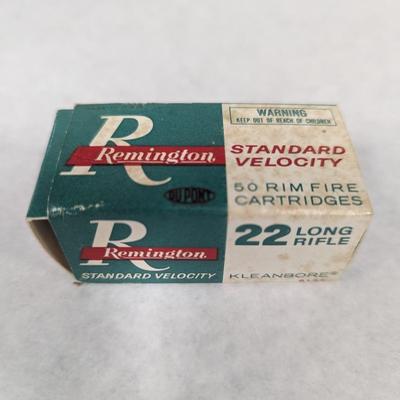 R
Remington
DU PONT
WARNING
KEEP OUT OF REACH OF CHILDREN
STANDARD
VELOCITY
50 RIM FIRE
CARTRIDGES
R
Remington
STANDARD VELOCITY
22 LONG
RIFLE
KLEANBORE®